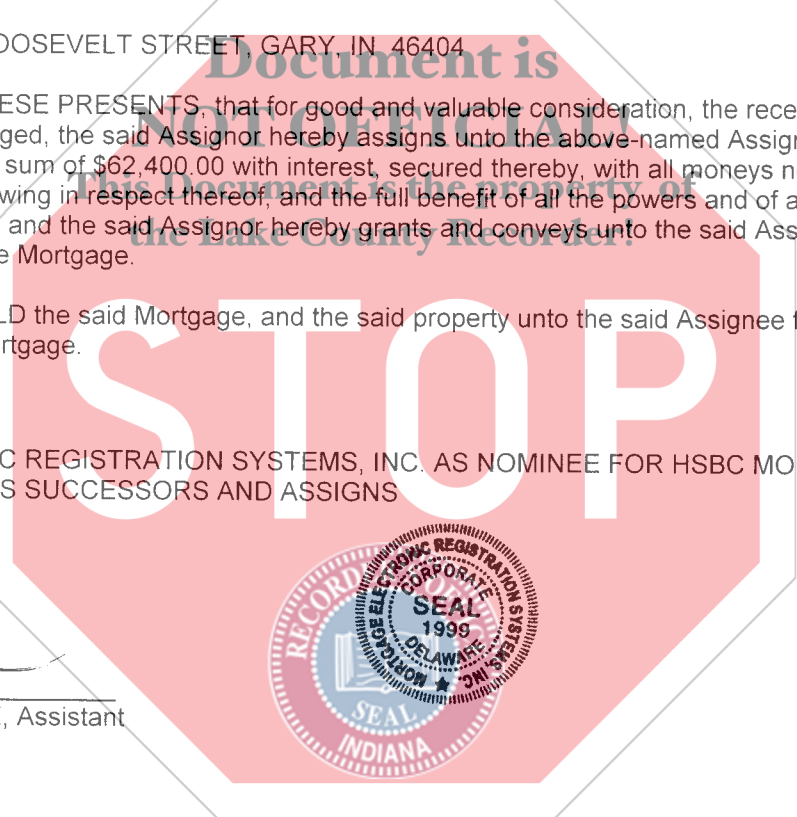 OOSEVELT STREET, GARY, IN 46404
Document is
ESE PRESENTS, that for good and valuable consideration, the rece
NOT OFFICIAL!
ged, the said Assignor hereby assigns unto the above-named Assign
sum of $62,400.00 with interest, secured thereby, with all moneys n
This Document is the property of
wing in respect thereof, and the full benefit of all the powers and of a
the Lake County Recorder!
and the said Assignor hereby grants and conveys unto the said Ass
e Mortgage.
LD the said Mortgage, and the said property unto the said Assignee f
rtgage.
STOP
C REGISTRATION SYSTEMS, INC. AS NOMINEE FOR HSBC MO
S SUCCESSORS AND ASSIGNS
MORTGAGE ELECTRONIC REGISTRATION SYSTEMS, INC
CORPORATE
SEAL
1999
DELAWARE
SEAL
INDIANA
, Assistant